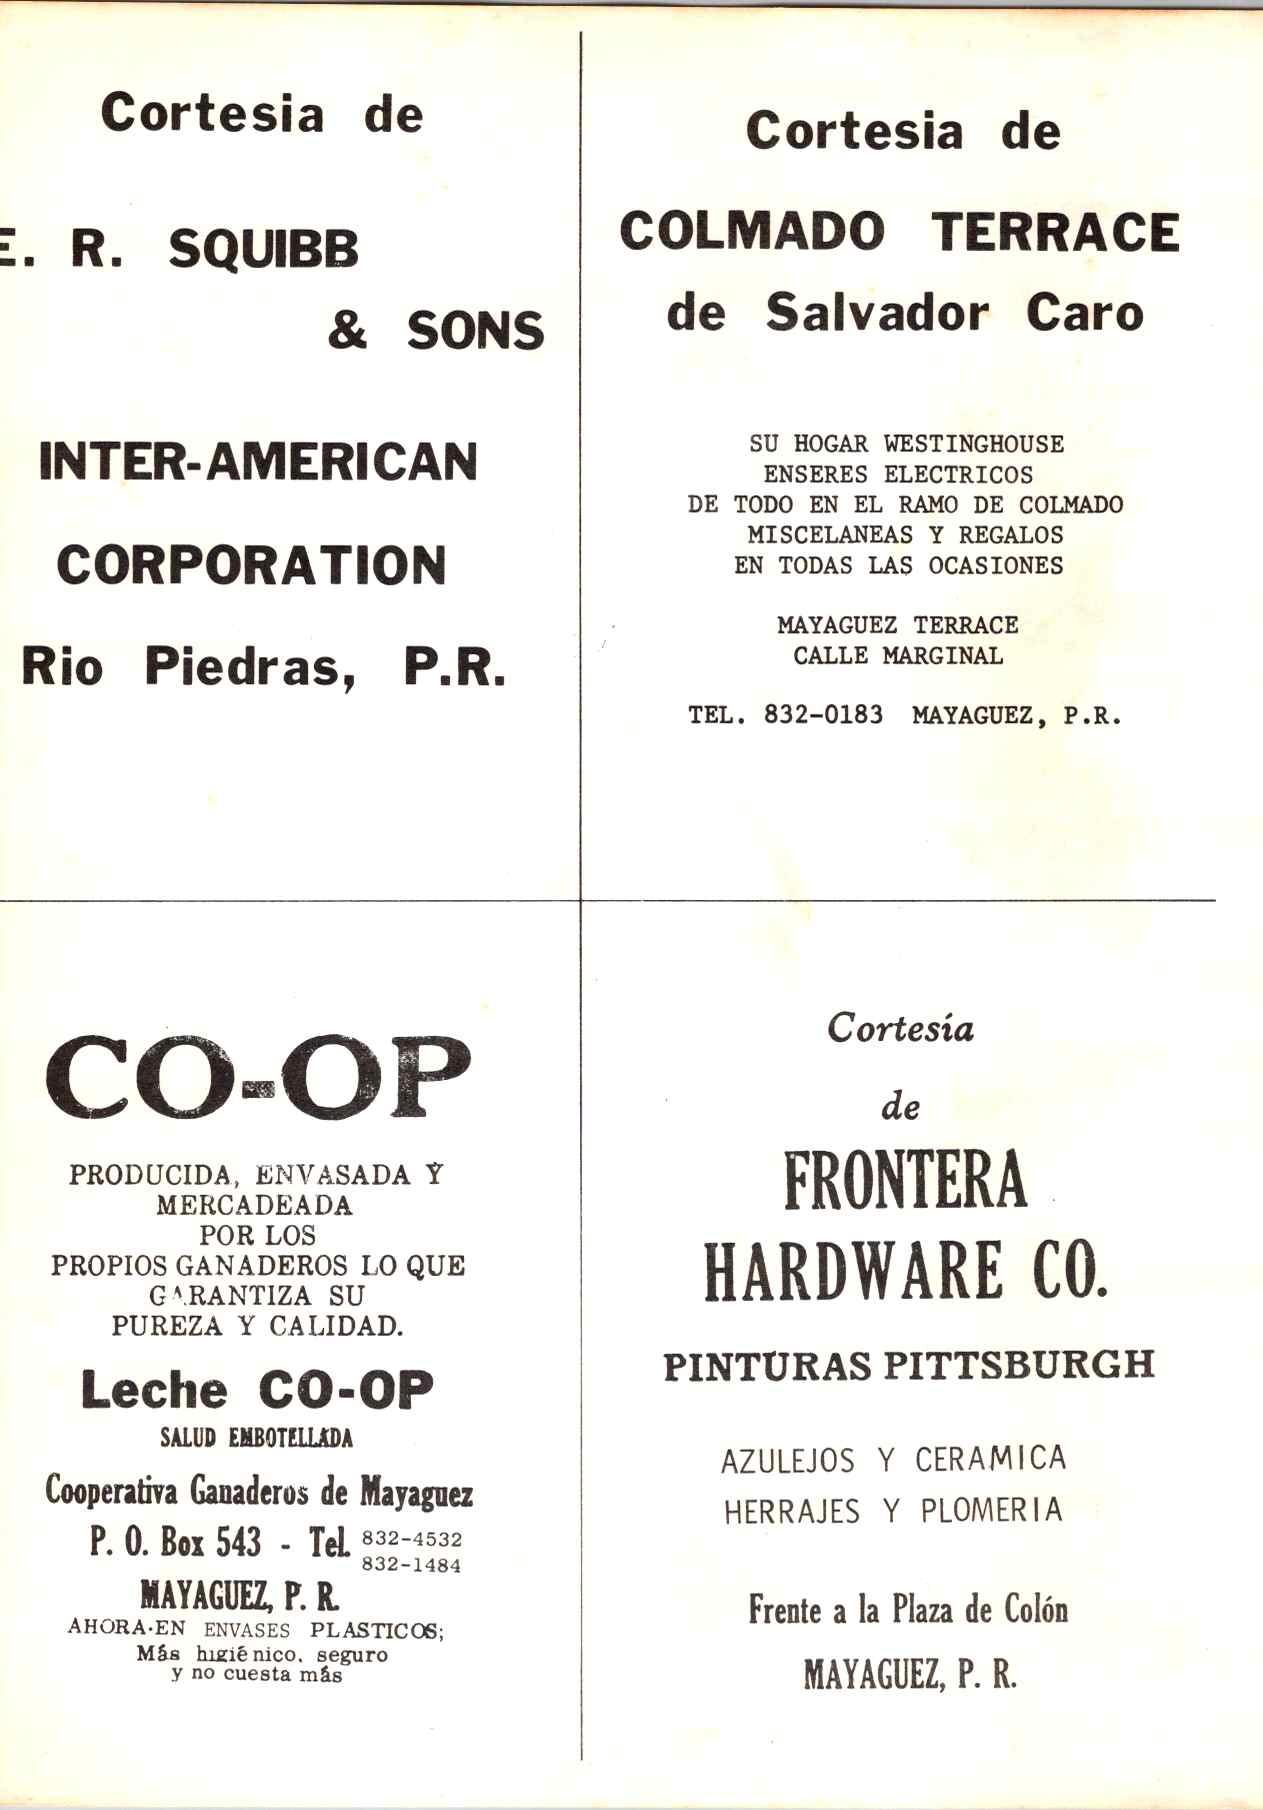 Cortesia de
E. R. SQUIBB
& SONS
INTER-AMERICAN
CORPORATION
Rio Piedras, P.R.
Cortesia de
COLMADO TERRACE
de Salvador Caro
SU HOGAR WESTINGHOUSE
ENSERES ELECTRICOS
DE TODO EN EL RAMO DE COLMADO
MISCELANEAS Y REGALOS
EN TODAS LAS OCASIONES
MAYAGUEZ TERRACE
CALLE MARGINAL
TEL. 832-0183 MAYAGUEZ, P.R.
CO-OP
PRODUCIDA, ENVASADA Y
MERCADEADA
POR LOS
PROPIOS GANADEROS LO QUE
GARANTIZA SU
PUREZA Y CALIDAD.
Leche CO-OP
SALUD EMBOTELLADA
Cooperativa Ganaderos de Mayaguez
P. O. Box 543 - Tel. 832-4532
832-1484
MAYAGUEZ, P. R.
AHORA·EN ENVASES PLASTICOS;
Más higiénico, seguro
y no cuesta más
Cortesía
de
FRONTERA
HARDWARE CO.
PINTURAS PITTSBURGH
AZULEJOS Y CERAMICA
HERRAJES Y PLOMERIA
Frente a la Plaza de Colón
MAYAGUEZ, P. R.